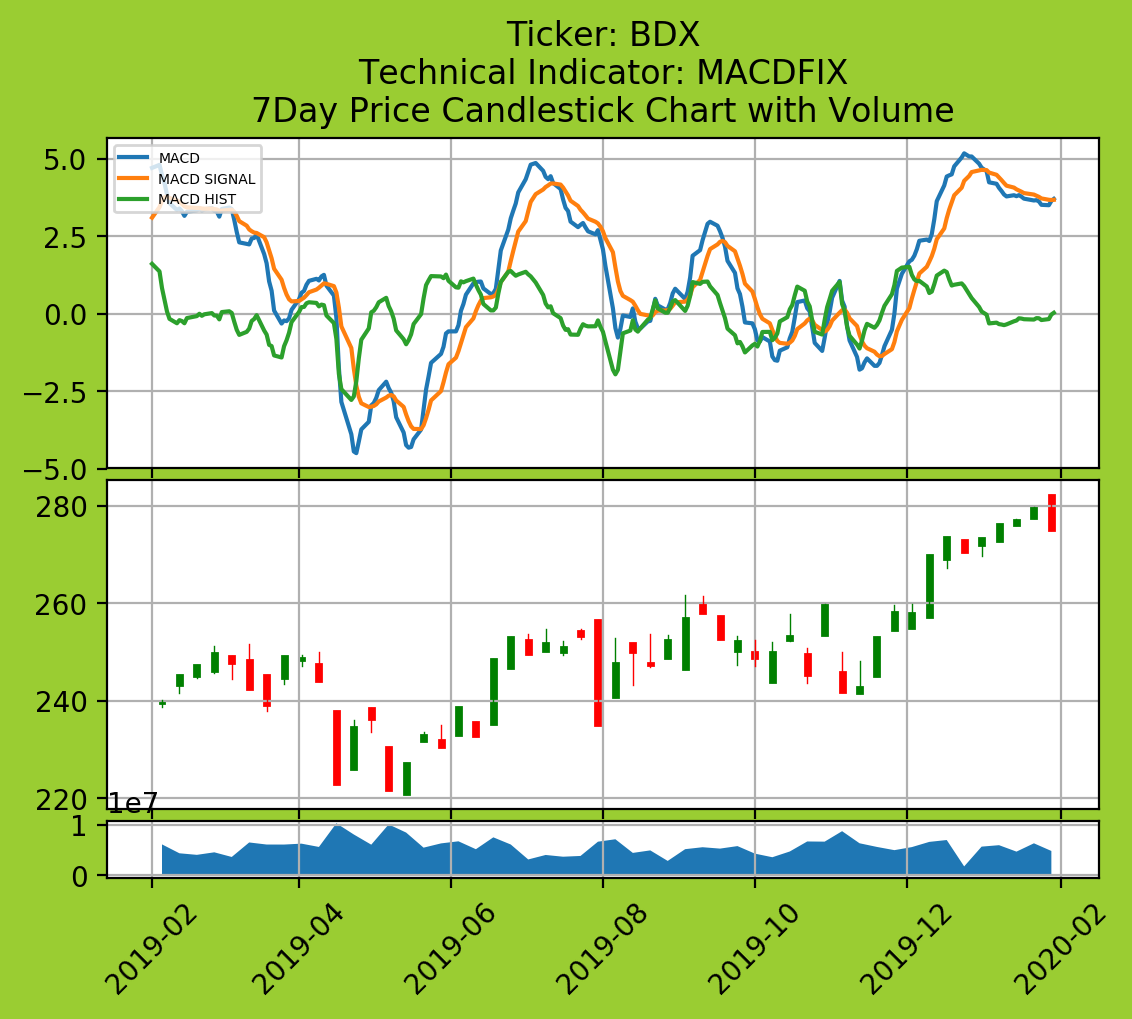 Ticker: BDX
Technical Indicator: MACDFIX
7Day Price Candlestick Chart with Volume
5.0
2.5
0.0
−2.5
−5.0
MACD
MACD SIGNAL
MACD HIST
280
260
240
220
1e7
1
0
2019-02
2019-04
2019-06
2019-08
2019-10
2019-12
2020-02